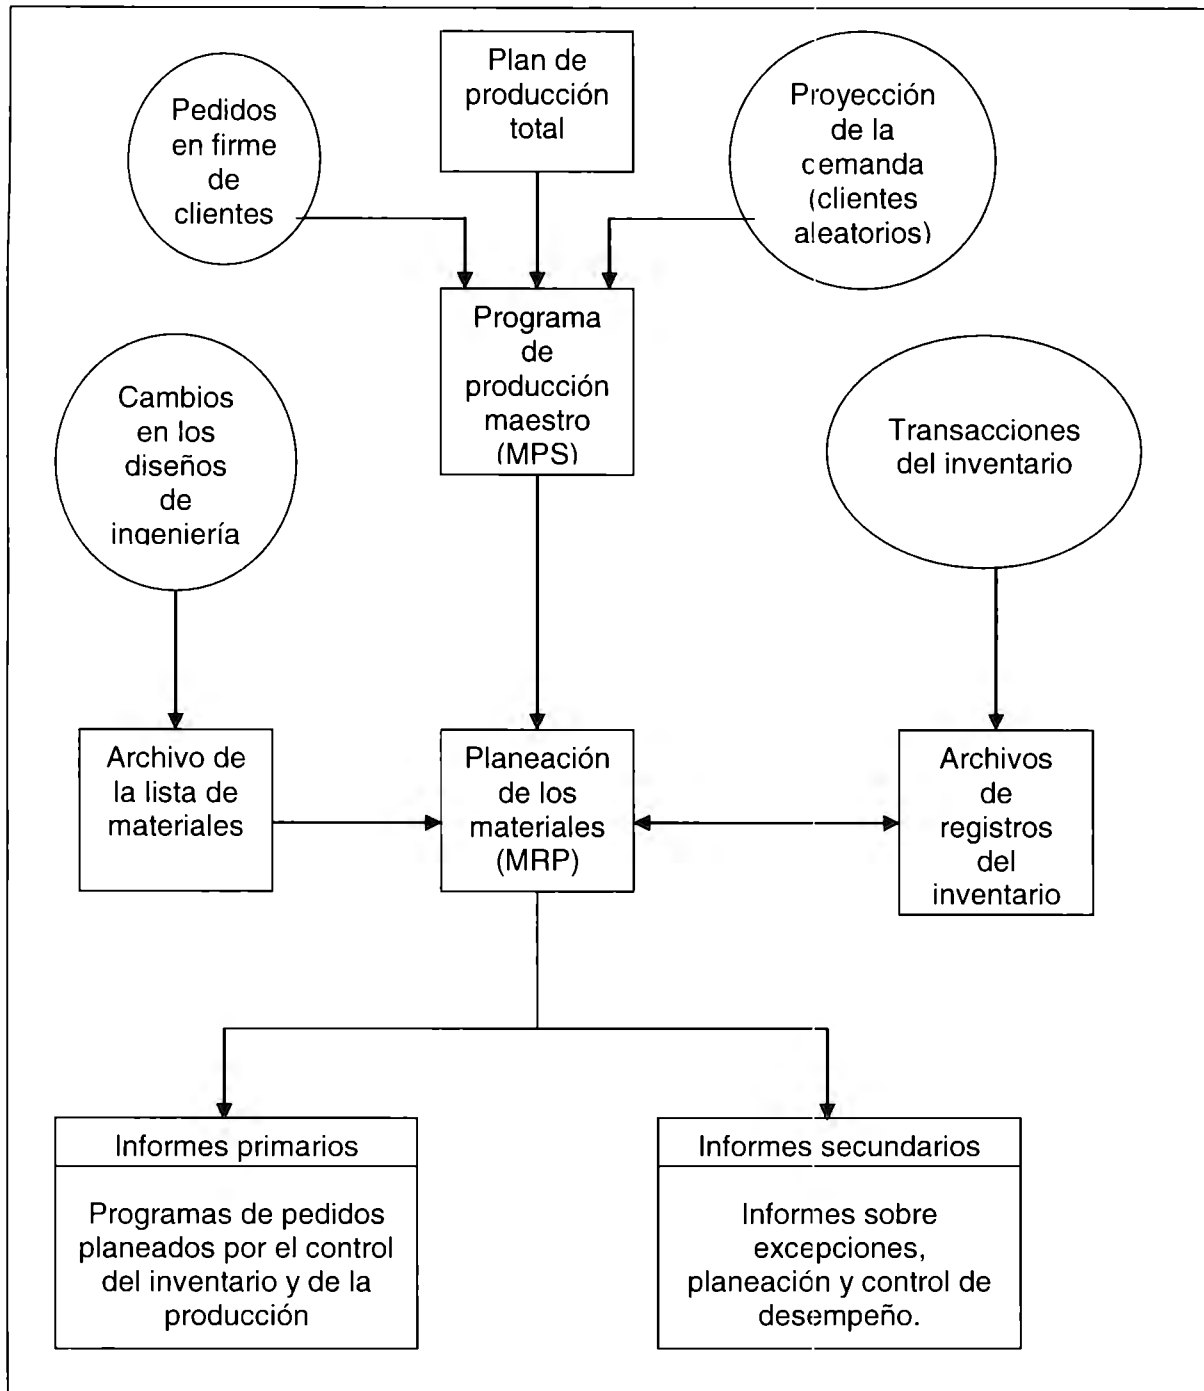 Plan de
producción
total
Pedidos
en firme
de
clientes
Proyección
de la
demanda
(clientes
aleatorios)
Programa
de
producción
maestro
(MPS)
Cambios
en los
diseños
de
ingeniería
Transacciones
del inventario
Archivo de
la lista de
materiales
Planeación
de los
materiales
(MRP)
Archivos
de
registros
del
inventario
Informes primarios
Programas de pedidos
planeados por el control
del inventario y de la
producción
Informes secundarios
Informes sobre
excepciones,
planeación y control de
desempeño.